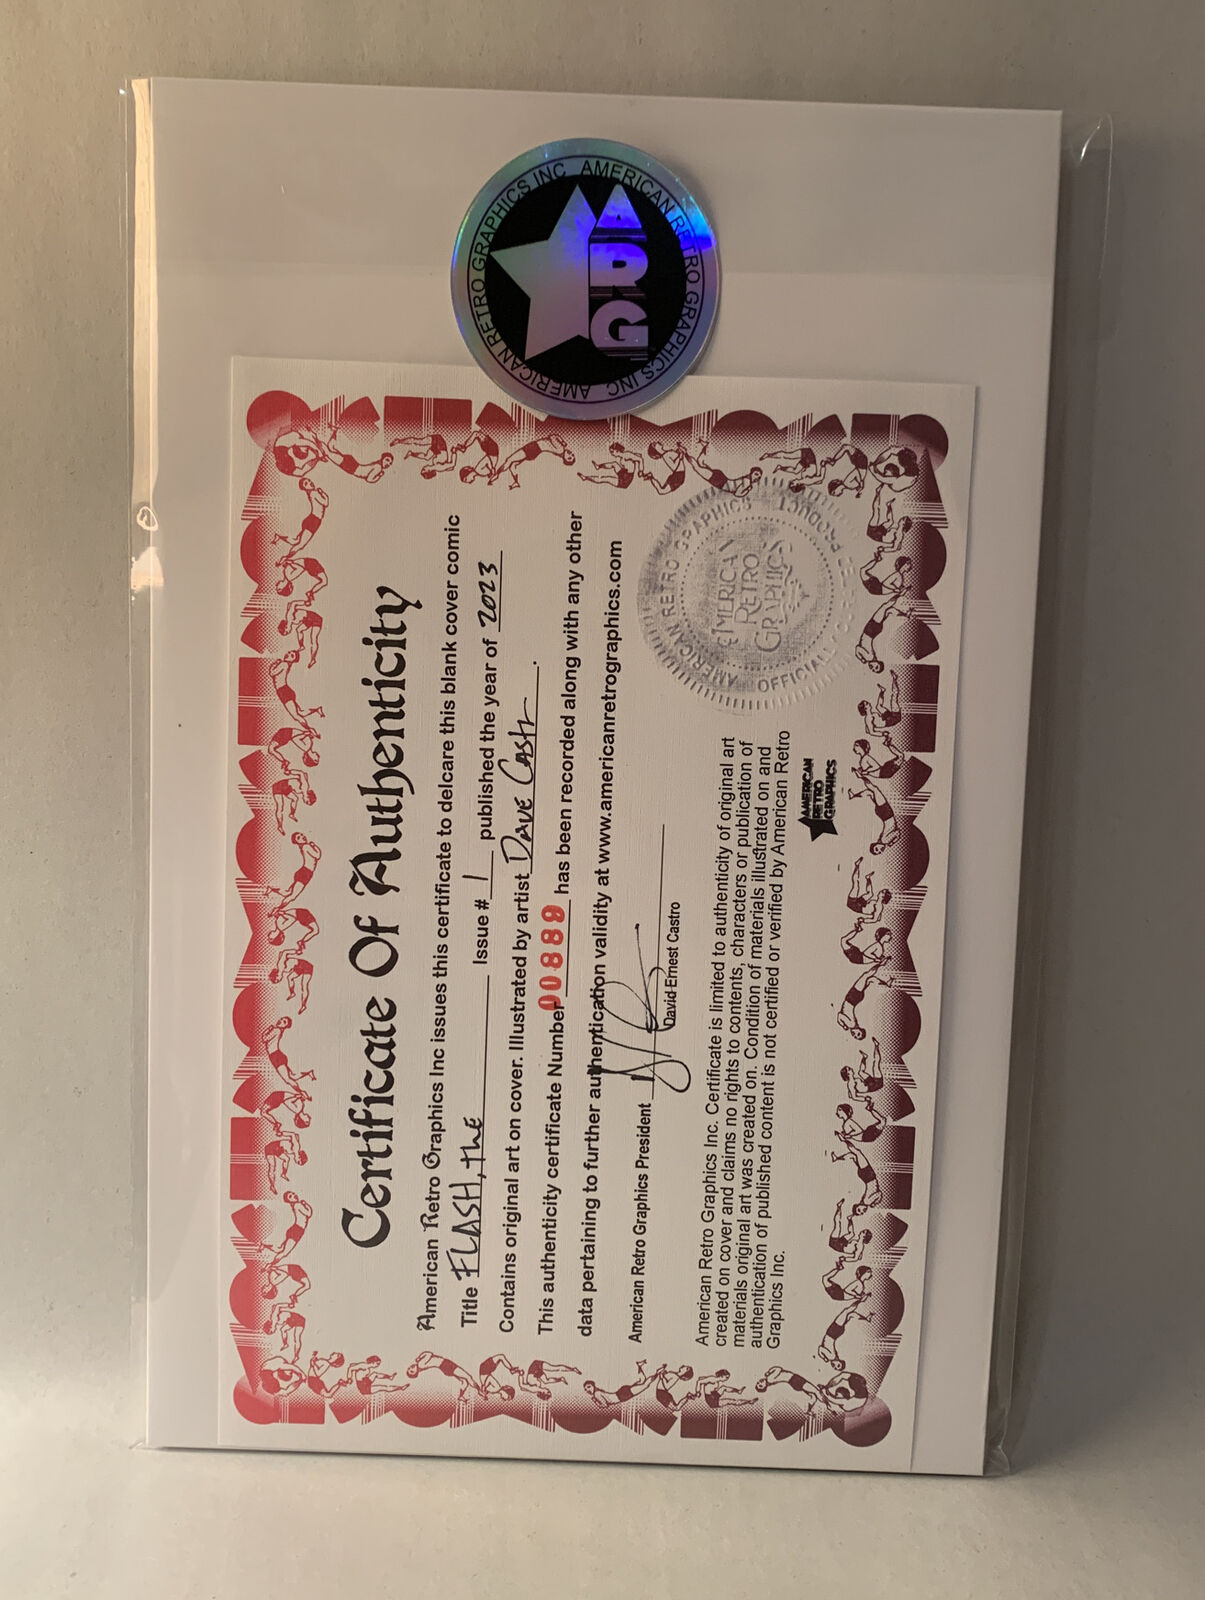 AMERICAN RETRO GRAPHICS INC AMERICAN RETRO GRAPHICS INC
ARG
Certificate Of Authenticity
American Retro Graphics Inc issues this certificate to delcare this blank cover comic
Title FLASH, the Issue # 1 published the year of 2023
Contains original art on cover. Illustrated by artist Dave Castr.
This authenticity certificate Number 00889 has been recorded along with any other
data pertaining to further authentication validity at www.americanretrographics.com
American Retro Graphics President
David Ernest Castro
American Retro Graphics Inc. Certificate is limited to authenticity of original art
created on cover and claims no rights to contents, characters or publication of
materials original art was created on. Condition of materials illustrated on and
authentication of published content is not certified or verified by American Retro
Graphics Inc.
AMERICAN
RETRO
GRAPHICS
AMERICAN RETRO GRAPHICS
AMERICAN
RETRO
GRAPHICS
OFFICIALLY PRODUCT